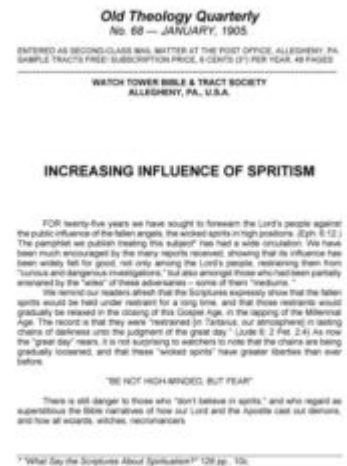 Old Theology Quarterly
No. 68 — JANUARY, 1905.
ENTERED AS SECOND-CLASS MAIL MATTER AT THE POST OFFICE, ALLEGHENY, PA.
SAMPLE TRACTS FREE! SUBSCRIPTION PRICE, 6 CENTS (3") PER YEAR. 48 PAGES
WATCH TOWER BIBLE & TRACT SOCIETY
ALLEGHENY, PA., U.S.A.
INCREASING INFLUENCE OF SPRITISM
FOR twenty-five years we have sought to forewarn the Lord's people against
the public influence of the fallen angels, the wicked spirits in high positions. (Eph. 6:12.)
The pamphlet we publish treating this subject* has had a wide circulation. We have
been much encouraged by the many reports received, showing that its influence has
been widely felt for good, not only among the Lord's people, restraining them from
"curious and dangerous investigations," but also amongst those who had been partially
ensnared by the "wiles" of these adversaries – some of them "mediums."
We remind our readers afresh that the Scriptures expressly show that the fallen
spirits would be held under restraint for a long time, and that those restraints would
gradually be relaxed in the closing of this Gospel Age, in the lapping of the Millennial
Age. The record is that they were "restrained [in Tartarus, our atmosphere] in lasting
chains of darkness unto the judgment of the great day." (Jude 6; 2 Pet. 2:4) As now
the "great day" nears, it is not surprising to watchers to note that the chains are being
gradually loosened, and that these "wicked spirits" have greater liberties than ever
before.
"BE NOT HIGH-MINDED, BUT FEAR"
There is still danger to those who "don't believe in spirits," and who regard as
superstitious the Bible narratives of how our Lord and the Apostle cast out demons,
and how all wizards, witches, necromancers
* "What Say the Scriptures About Spiritualism?" 128 pp., 10c.